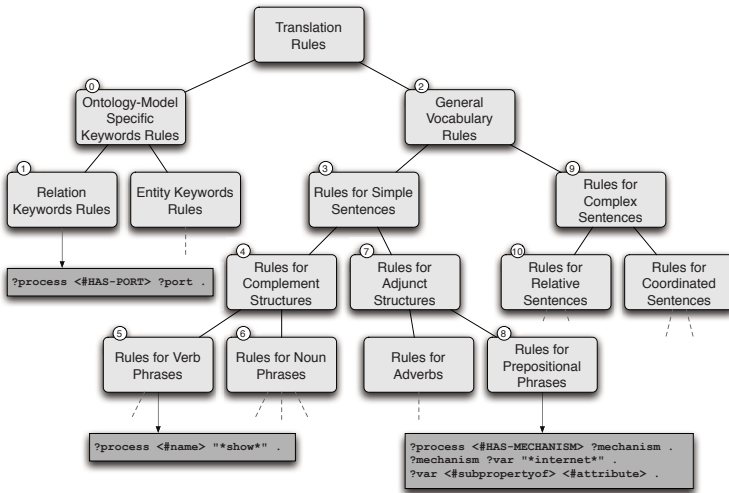 Translation
Rules
0
Ontology-Model
Specific
Keywords Rules
2
General
Vocabulary
Rules
1
Relation
Keywords Rules
Entity Keywords
Rules
3
Rules for Simple
Sentences
9
Rules for
Complex
Sentences
?process <#HAS-PORT> ?port .
4
Rules for
Complement
Structures
7
Rules for
Adjunct
Structures
10
Rules for
Relative
Sentences
Rules for
Coordinated
Sentences
5
Rules for Verb
Phrases
6
Rules for Noun
Phrases
Rules for
Adverbs
8
Rules for
Prepositional
Phrases
?process <#name> "*show*" .
?process <#HAS-MECHANISM> ?mechanism .
?mechanism ?var "*internet*" .
?var <#subpropertyof> <#attribute> .